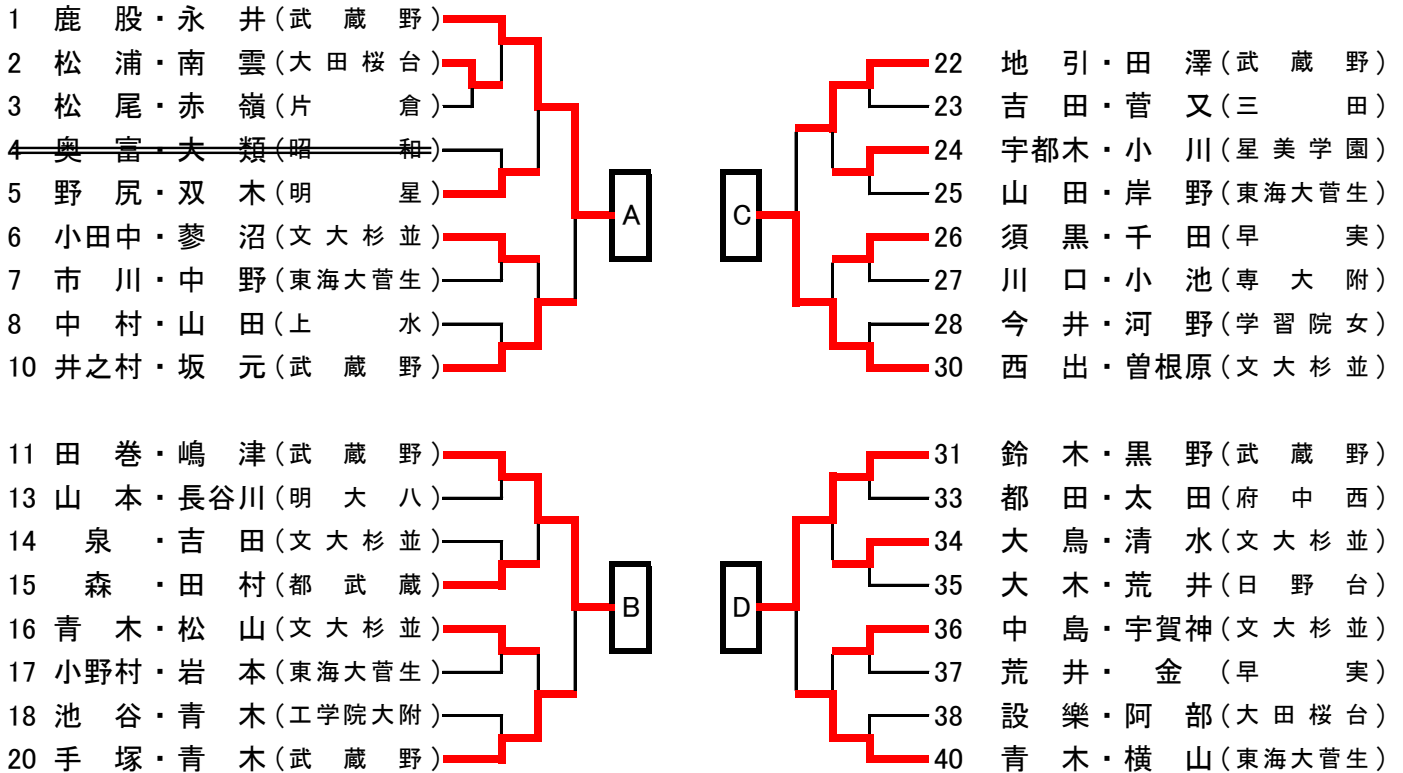 1 鹿股・永井(武蔵野)
2 松浦・南雲(大田桜台)
3 松尾・赤嶺(片倉)
4 奥富・大類(昭和)
5 野尻・双木(明星)
6 小田中・蓼沼(文大杉並)
7 市川・中野(東海大菅生)
8 中村・山田(上水)
10 井之村・坂元(武蔵野)
A
11 田巻・嶋津(武蔵野)
13 山本・長谷川(明大八)
14 泉・吉田(文大杉並)
15 森・田村(都武蔵)
16 青木・松山(文大杉並)
17 小野村・岩本(東海大菅生)
18 池谷・青木(工学院大附)
20 手塚・青木(武蔵野)
B
22 地引・田澤(武蔵野)
23 吉田・菅又(三田)
24 宇都木・小川(星美学園)
25 山田・岸野(東海大菅生)
26 須黒・千田(早実)
27 川口・小池(専大附)
28 今井・河野(学習院女)
30 西出・曽根原(文大杉並)
C
31 鈴木・黒野(武蔵野)
33 都田・太田(府中西)
34 大鳥・清水(文大杉並)
35 大木・荒井(日野台)
36 中島・宇賀神(文大杉並)
37 荒井・金(早実)
38 設樂・阿部(大田桜台)
40 青木・横山(東海大菅生)
D